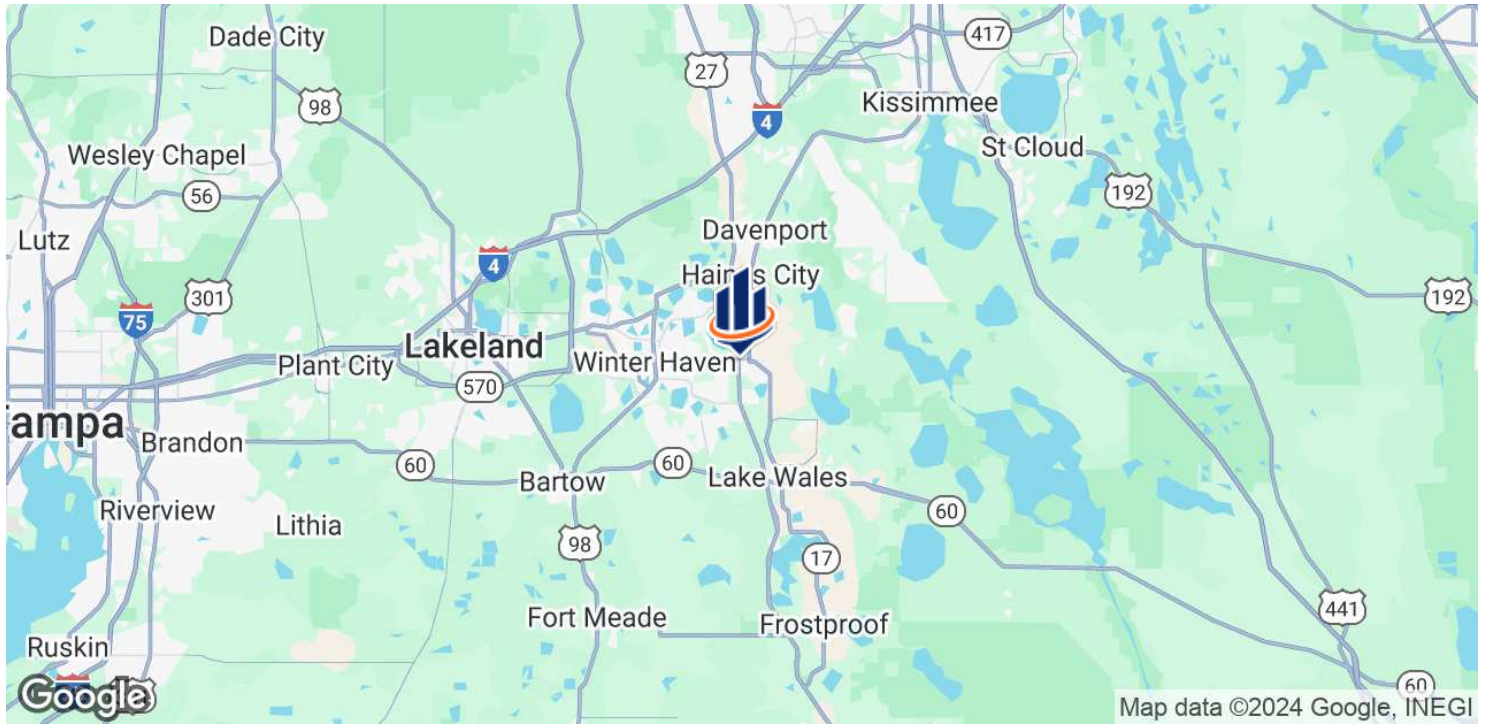 Dade City
417
27
98
Kissimmee
4
Wesley Chapel
St Cloud
56
192
Davenport
Lutz
4
Haines City
301
192
75
Lakeland
Winter Haven
Plant City
570
ampa
Brandon
60
60
Lake Wales
Bartow
Riverview
60
Lithia
98
17
441
Fort Meade
Frostproof
Ruskin
Google
60
Map data ©2024 Google, INEGI